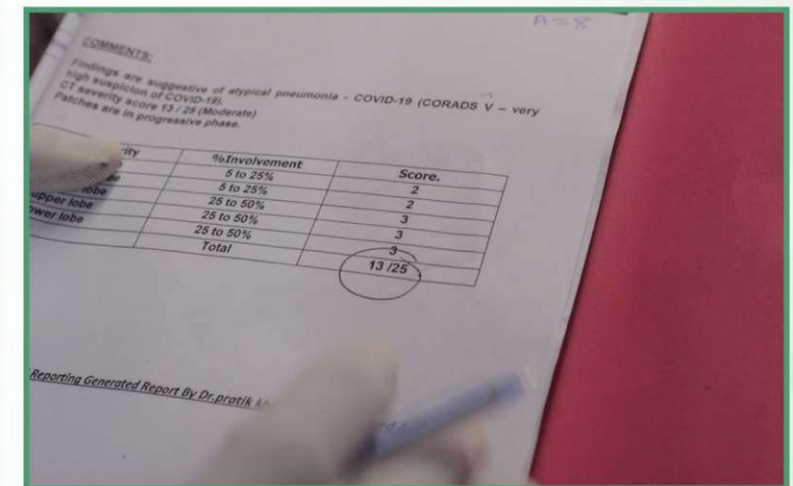 A=8
COMMENTS:
Findings are suggestive of atypical pneumonia - COVID-19 (CORADS V – very
high suspicion of COVID-19).
CT severity score 13 / 25 (Moderate)
Patches are in progressive phase.
%Involvement Score.
5 to 25% 2
5 to 25% 2
lobe 25 to 50% 3
upper lobe 25 to 50% 3
lobe 25 to 50% 3
Total 13 /25
Reporting Generated Report By Dr.pratik